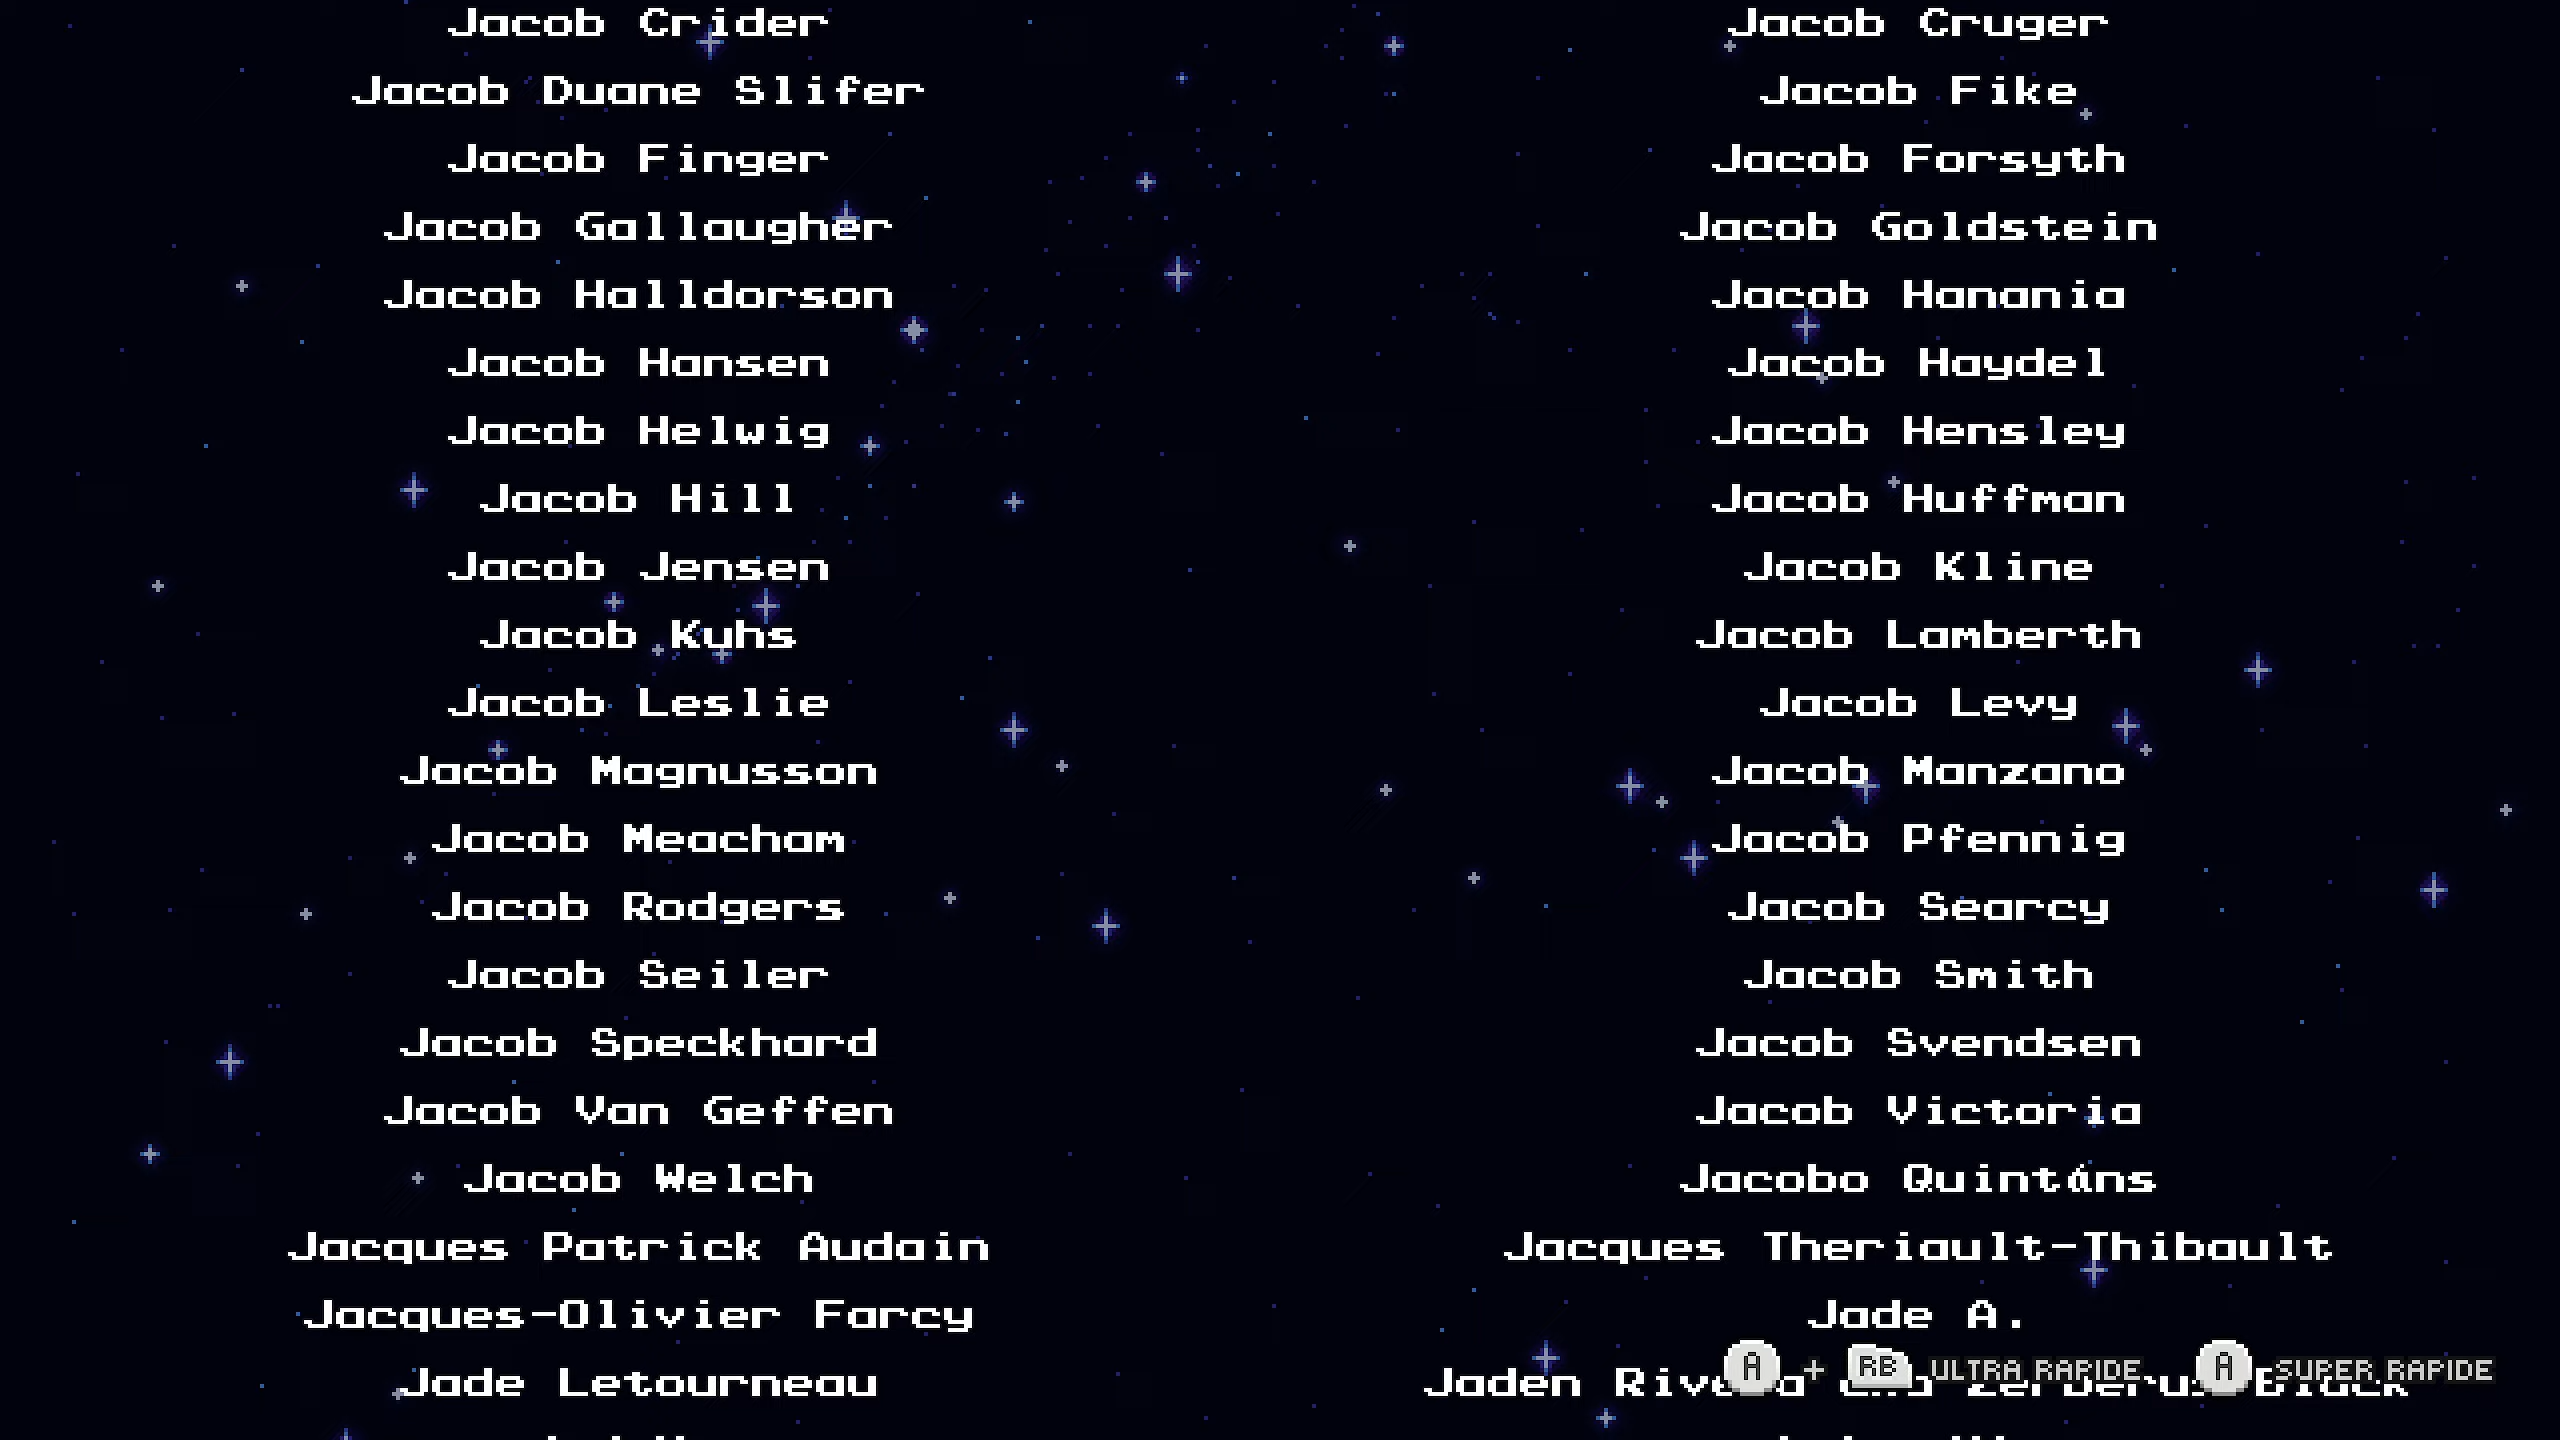 Jacob Crider
Jacob Cruger
Jacob Duane Slifer
Jacob Fike
Jacob Finger
Jacob Forsyth
Jacob Gallaugher
Jacob Goldstein
Jacob Halldorson
Jacob Hanania
Jacob Hansen
Jacob Haydel
Jacob Helwig
Jacob Hensley
Jacob Hill
Jacob Huffman
Jacob Jensen
Jacob Kline
Jacob Kyhs
Jacob Lamberth
Jacob Leslie
Jacob Levy
Jacob Magnusson
Jacob Manzano
Jacob Meacham
Jacob Pfennig
Jacob Rodgers
Jacob Searcy
Jacob Seiler
Jacob Smith
Jacob Speckhard
Jacob Svendsen
Jacob Van Geffen
Jacob Victoria
Jacob Welch
Jacobo Quintáns
Jacques Patrick Audain
Jacques Theriault-Thibault
Jacques-Olivier Farcy
Jade A.
Jade Letourneau
Jaden
A + RB ULTRA RAPIDE A SUPER RAPIDE